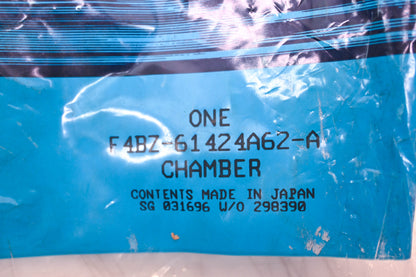 ONE
F4BZ-61424A62-A
CHAMBER
CONTENTS MADE IN JAPAN
SG 031696 W/O 298390